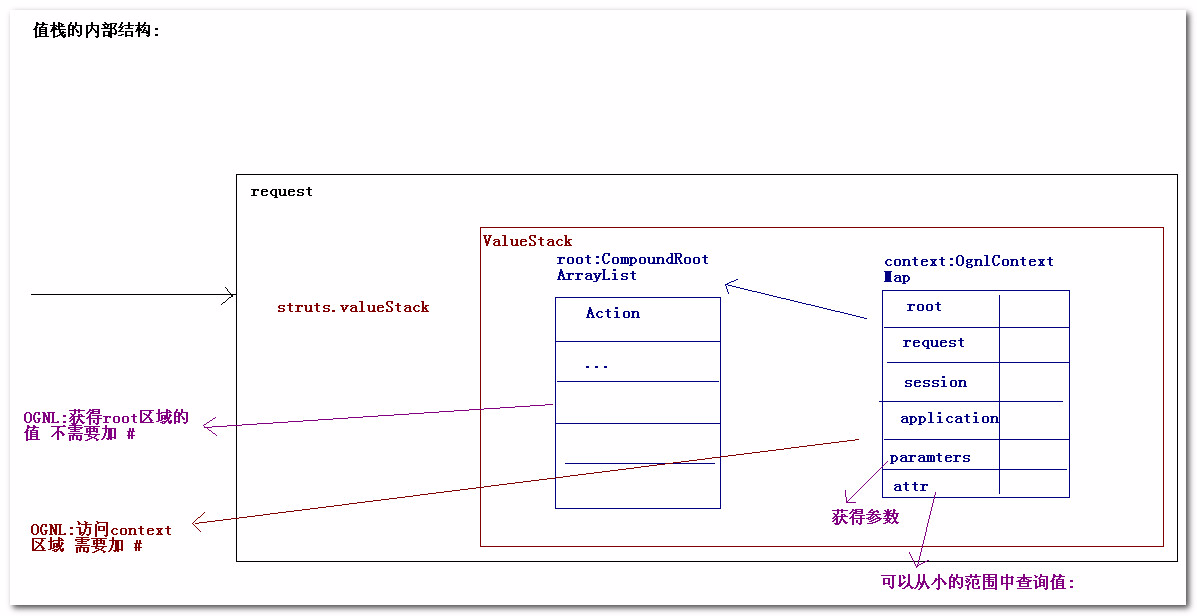 值栈的内部结构:
request
ValueStack
root:CompoundRoot
ArrayList
context:OgnlContext
Map
struts.valueStack
Action
...
root
request
session
application
paramters
attr
OGNL:获得root区域的
值 不需要加 #
OGNL:访问context
区域 需要加 #
获得参数
可以从小的范围中查询值: